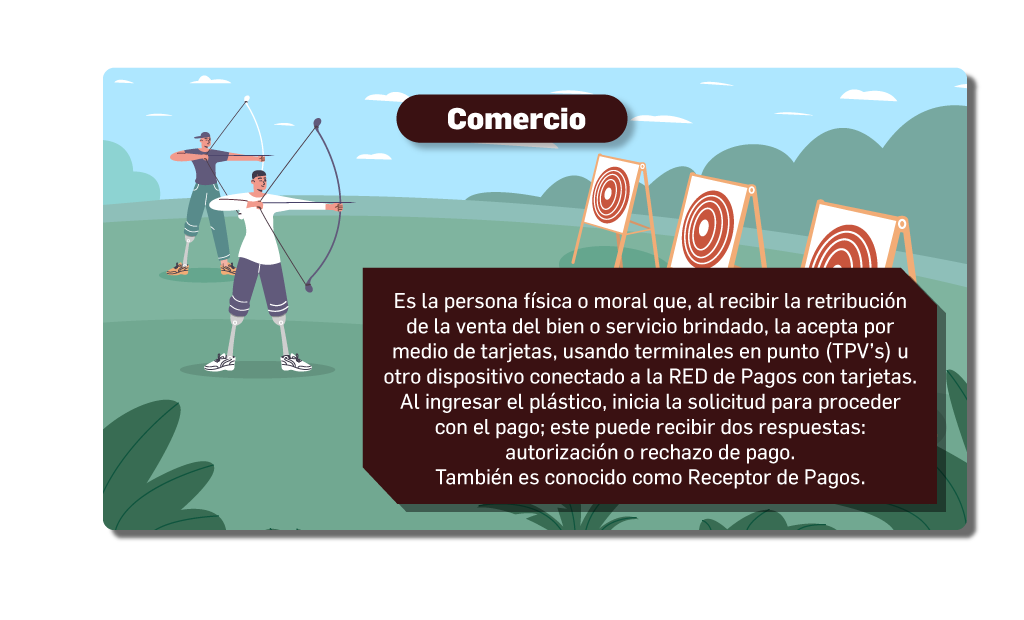 Comercio
Es la persona física o moral que, al recibir la retribución
de la venta del bien o servicio brindado, la acepta por
medio de tarjetas, usando terminales en punto (TPV's) u
otro dispositivo conectado a la RED de Pagos con tarjetas.
Al ingresar el plástico, inicia la solicitud para proceder
con el pago; este puede recibir dos respuestas:
autorización o rechazo de pago.
También es conocido como Receptor de Pagos.